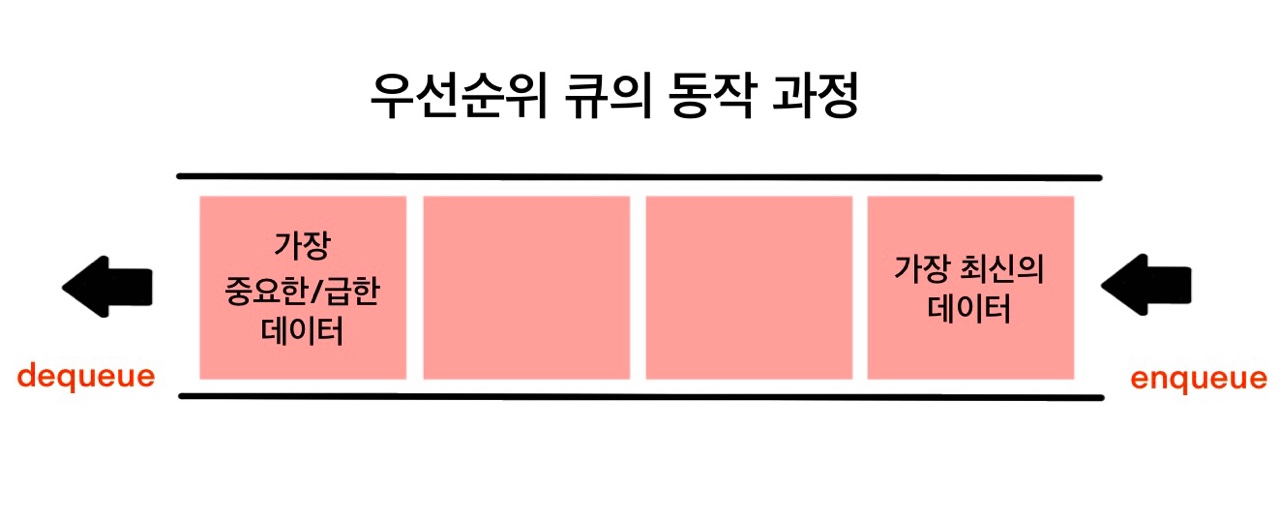 우선순위 큐의 동작 과정
가장
중요한/급한
데이터
가장 최신의
데이터
dequeue
enqueue